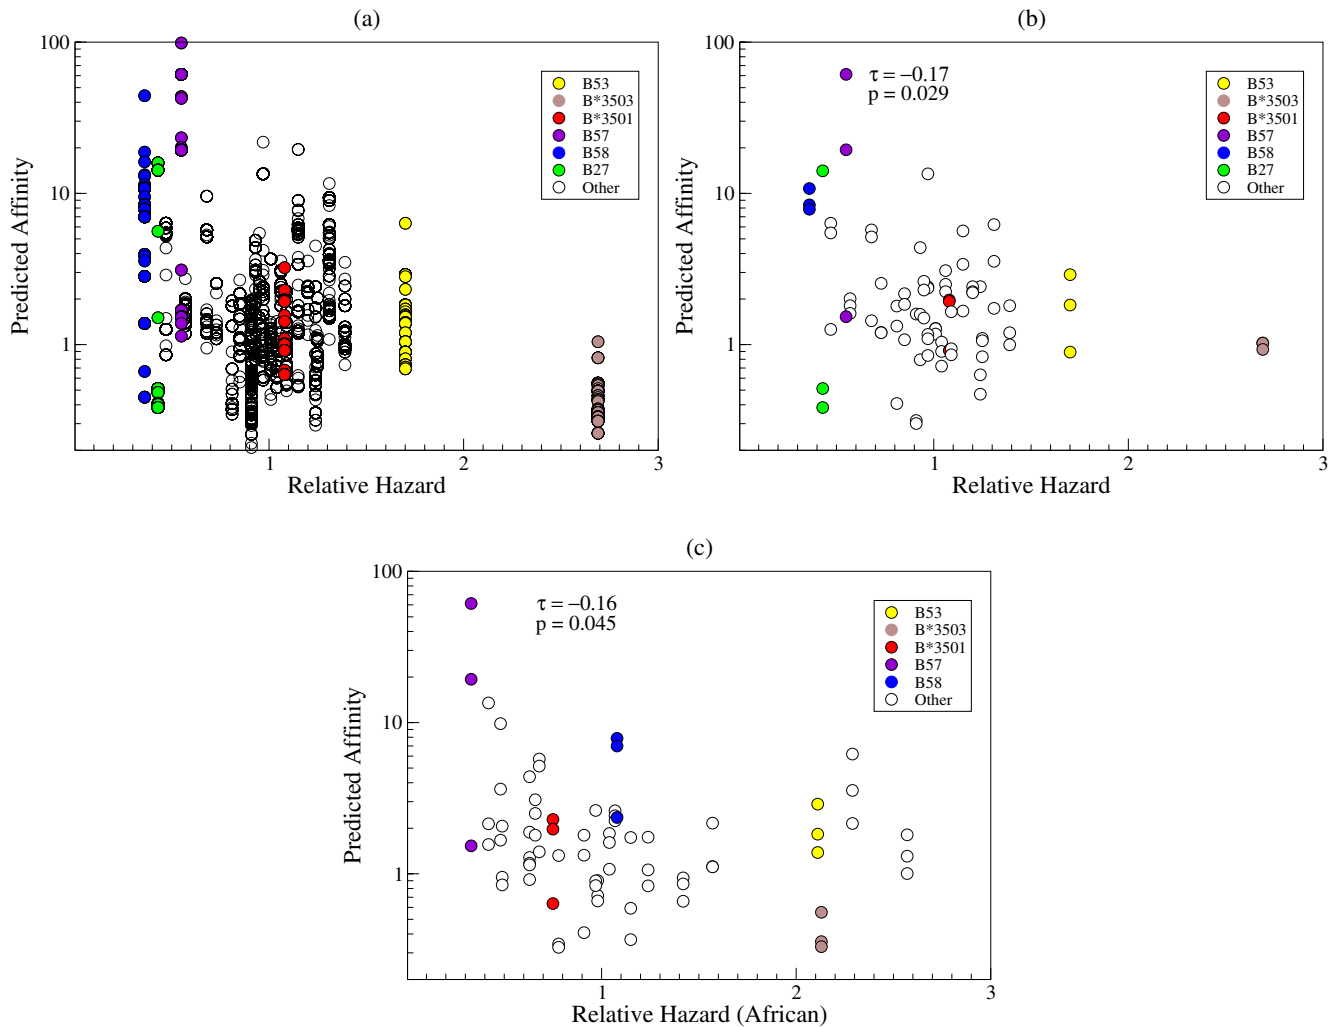 (a)
100
10
1
Predicted Affinity
1
2
3
Relative Hazard
B53
B*3503
B*3501
B57
B58
B27
Other
(b)
100
10
1
Predicted Affinity
1
2
3
Relative Hazard
τ = −0.17
p = 0.029
B53
B*3503
B*3501
B57
B58
B27
Other
(c)
100
10
1
Predicted Affinity
1
2
3
Relative Hazard (African)
τ = −0.16
p = 0.045
B53
B*3503
B*3501
B57
B58
Other